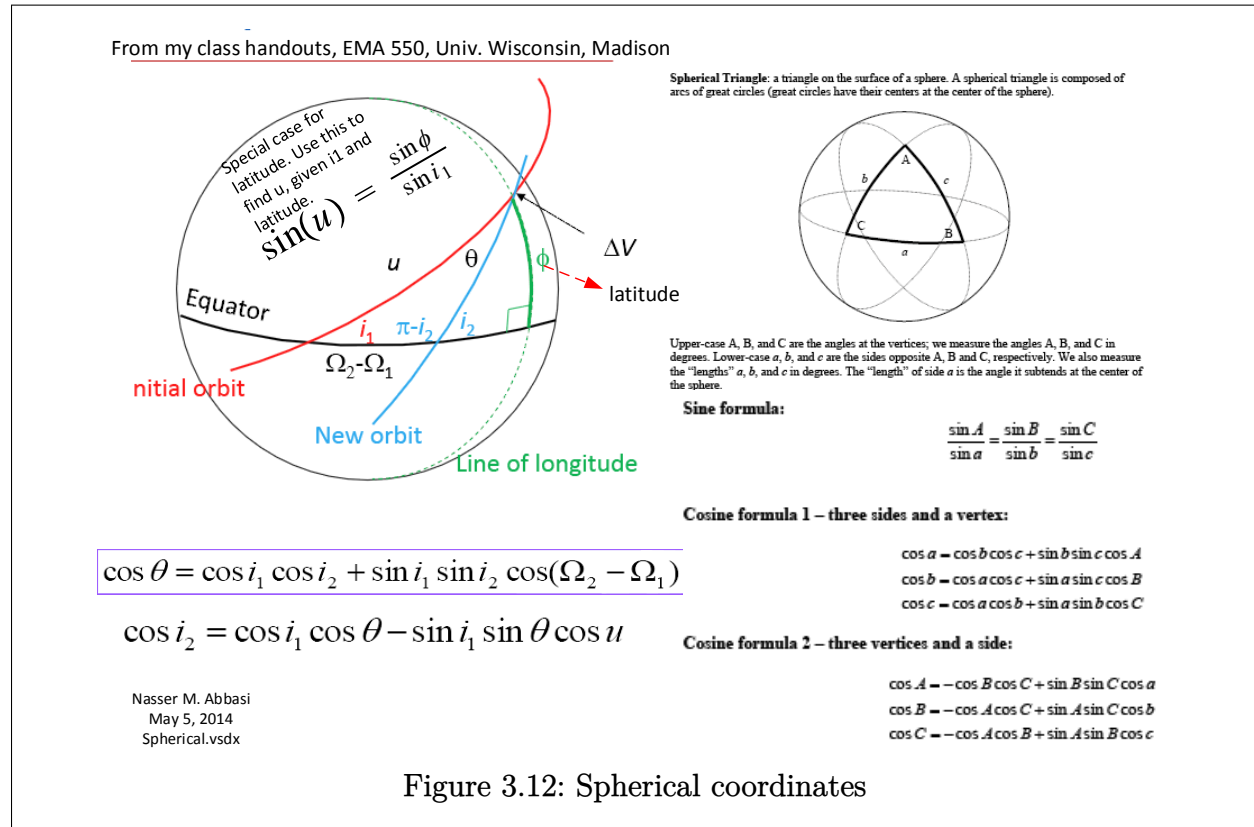 From my class handouts, EMA 550, Univ. Wisconsin, Madison
Special case for
latitude. Use this to
find u, given i1 and
latitude.
sin(u) = sin ϕ / sin i₁
u
θ
ϕ
ΔV
latitude
Equator
i₁
π-i₂
i₂
Ω₂-Ω₁
nitial orbit
New orbit
Line of longitude
cos θ = cos i₁ cos i₂ + sin i₁ sin i₂ cos(Ω₂ − Ω₁)
cos i₂ = cos i₁ cos θ − sin i₁ sin θ cos u
Nasser M. Abbasi
May 5, 2014
Spherical.vsdx
Spherical Triangle: a triangle on the surface of a sphere. A spherical triangle is composed of
arcs of great circles (great circles have their centers at the center of the sphere).
A
b
c
C
B
a
Upper-case A, B, and C are the angles at the vertices; we measure the angles A, B, and C in
degrees. Lower-case a, b, and c are the sides opposite A, B and C, respectively. We also measure
the “lengths” a, b, and c in degrees. The “length” of side a is the angle it subtends at the center of
the sphere.
Sine formula:
sin A / sin a = sin B / sin b = sin C / sin c
Cosine formula 1 – three sides and a vertex:
cos a = cos b cos c + sin b sin c cos A
cos b = cos a cos c + sin a sin c cos B
cos c = cos a cos b + sin a sin b cos C
Cosine formula 2 – three vertices and a side:
cos A = −cos B cos C + sin B sin C cos a
cos B = −cos A cos C + sin A sin C cos b
cos C = −cos A cos B + sin A sin B cos c
Figure 3.12: Spherical coordinates